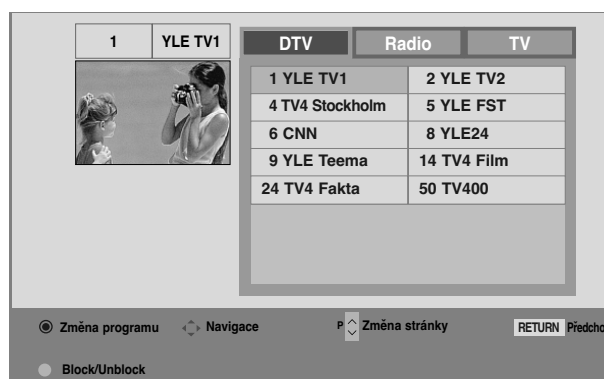 1 YLE TV1
DTV Radio TV
1 YLE TV1 2 YLE TV2
4 TV4 Stockholm 5 YLE FST
6 CNN 8 YLE24
9 YLE Teema 14 TV4 Film
24 TV4 Fakta 50 TV400
Změna programu Navigace P Změna stránky RETURN Předcho
Block/Unblock